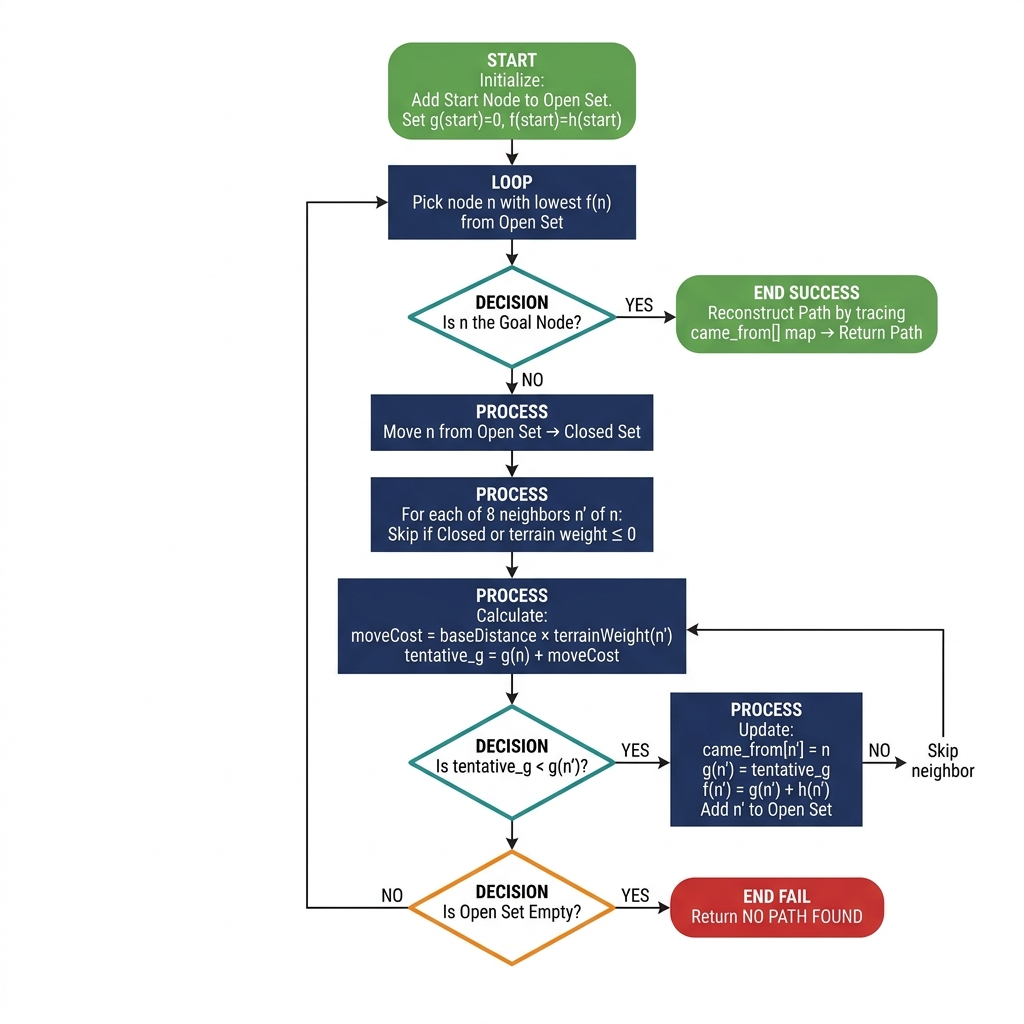 START
Initialize:
Add Start Node to Open Set.
Set g(start)=0, f(start)=h(start)
LOOP
Pick node n with lowest f(n)
from Open Set
DECISION
Is n the Goal Node?
YES
END SUCCESS
Reconstruct Path by tracing
came_from[] map → Return Path
NO
PROCESS
Move n from Open Set → Closed Set
PROCESS
For each of 8 neighbors n' of n:
Skip if Closed or terrain weight ≤ 0
PROCESS
Calculate:
moveCost = baseDistance × terrainWeight(n')
tentative_g = g(n) + moveCost
DECISION
Is tentative_g < g(n')?
YES
PROCESS
Update:
came_from[n'] = n
g(n') = tentative_g
f(n') = g(n') + h(n')
Add n' to Open Set
NO
Skip
neighbor
NO
DECISION
Is Open Set Empty?
YES
END FAIL
Return NO PATH FOUND